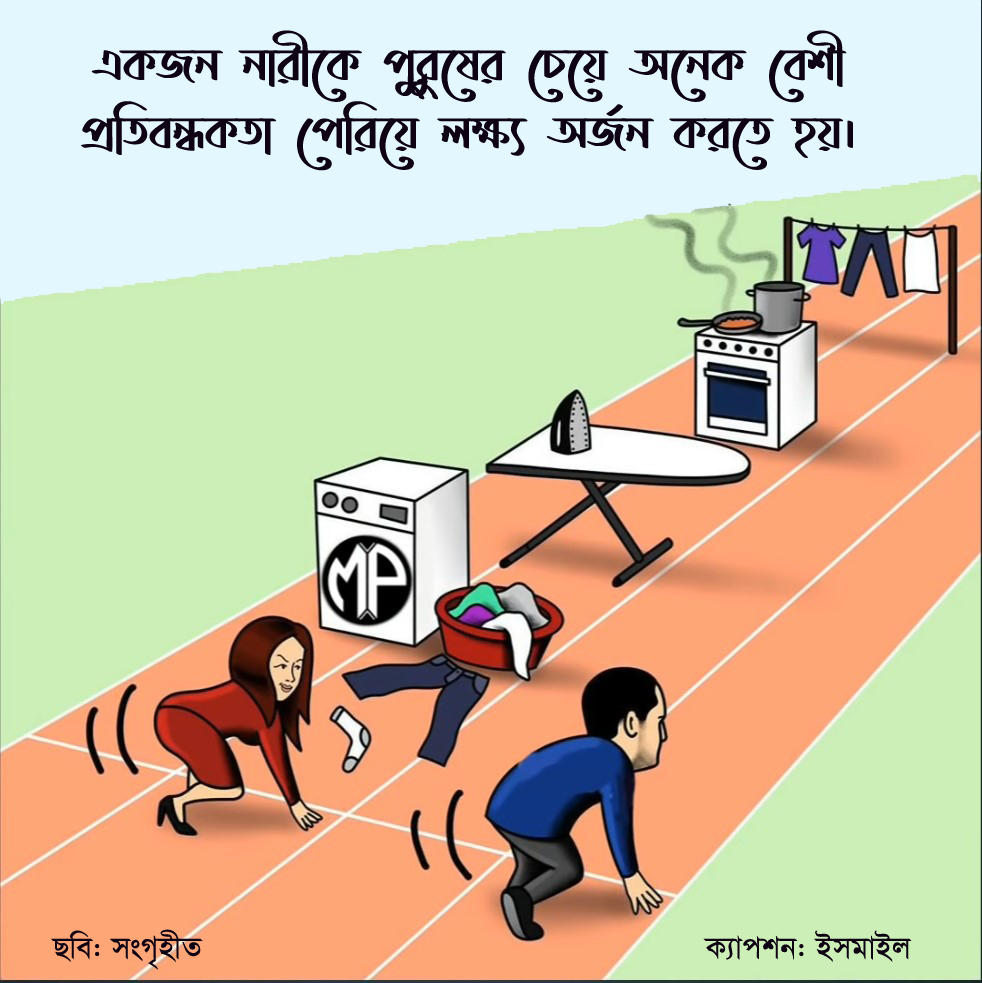 একজন নারীকে পুরুষের চেয়ে অনেক বেশী
প্রতিবন্ধকতা পেরিয়ে লক্ষ্য অর্জন করতে হয়।
MP
ছবি: সংগৃহীত
ক্যাপশন: ইসমাইল